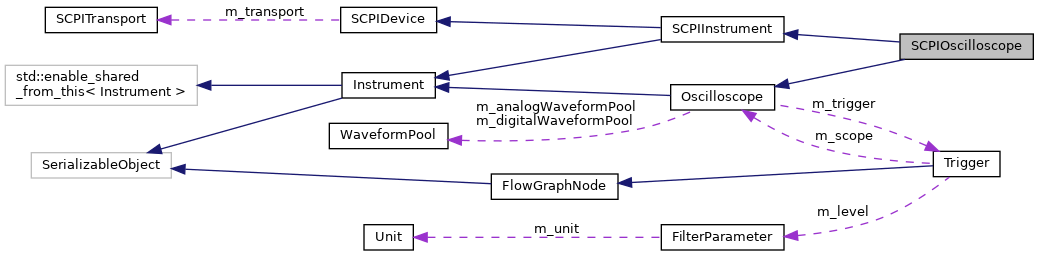 SCPITransport
m_transport
SCPIDevice
SCPIInstrument
SCPIOscilloscope
std::enable_shared
_from_this< Instrument >
Instrument
Oscilloscope
m_trigger
m_analogWaveformPool
m_digitalWaveformPool
WaveformPool
m_scope
SerializableObject
Trigger
FlowGraphNode
m_level
Unit
m_unit
FilterParameter